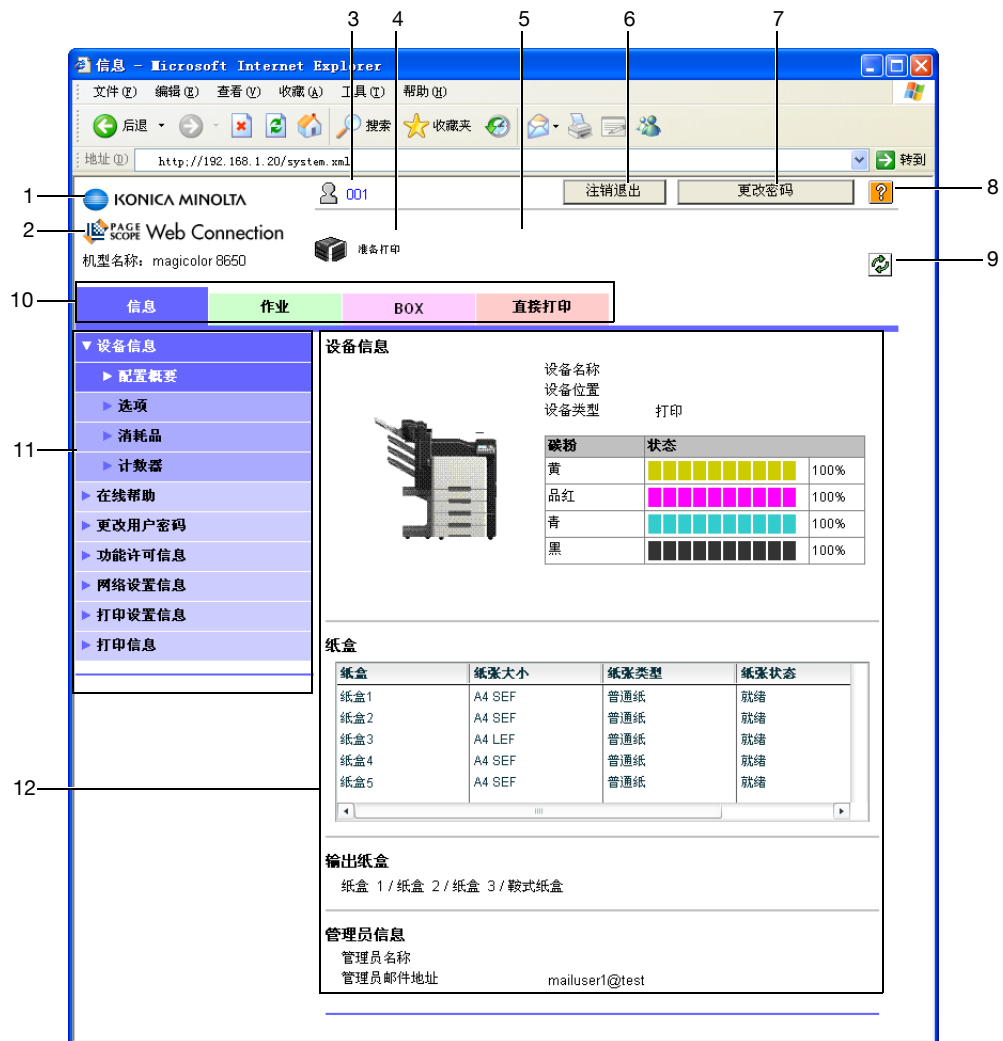 3 4 5 6 7
信息 - Microsoft Internet Explorer
文件(F) 编辑(E) 查看(V) 收藏(A) 工具(T) 帮助(H)
后退 搜索 收藏夹
地址(D) http://192.168.1.20/system.xml 转到
1 KONICA MINOLTA 001 注销退出 更改密码 8
2 PAGE SCOPE Web Connection 准备打印
机型名称: magicolor 8650 9
10 信息 作业 BOX 直接打印
设备信息
配置概要
选项
消耗品
11
计数器
在线帮助
更改用户密码
功能许可信息
网络设置信息
打印设置信息
打印信息
12
设备信息
设备名称
设备位置
设备类型 打印
碳粉 状态
黄 100%
品红 100%
青 100%
黑 100%
纸盒
纸盒 纸张大小 纸张类型 纸张状态
纸盒1 A4 SEF 普通纸 就绪
纸盒2 A4 SEF 普通纸 就绪
纸盒3 A4 LEF 普通纸 就绪
纸盒4 A4 SEF 普通纸 就绪
纸盒5 A4 SEF 普通纸 就绪
输出纸盒
纸盒 1 / 纸盒 2 / 纸盒 3 / 鞍式纸盒
管理员信息
管理员名称
管理员邮件地址 mailuser1@test